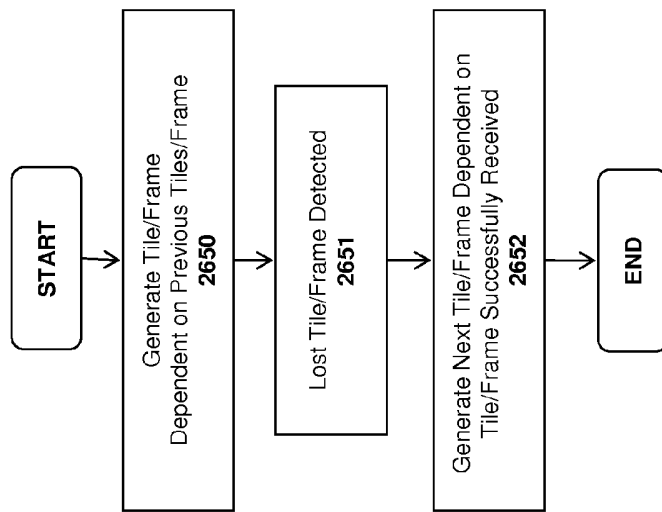 START
Generate Tile/Frame
Dependent on Previous Tiles/Frame
2650
Lost Tile/Frame Detected
2651
Generate Next Tile/Frame Dependent on
Tile/Frame Successfully Received
2652
END